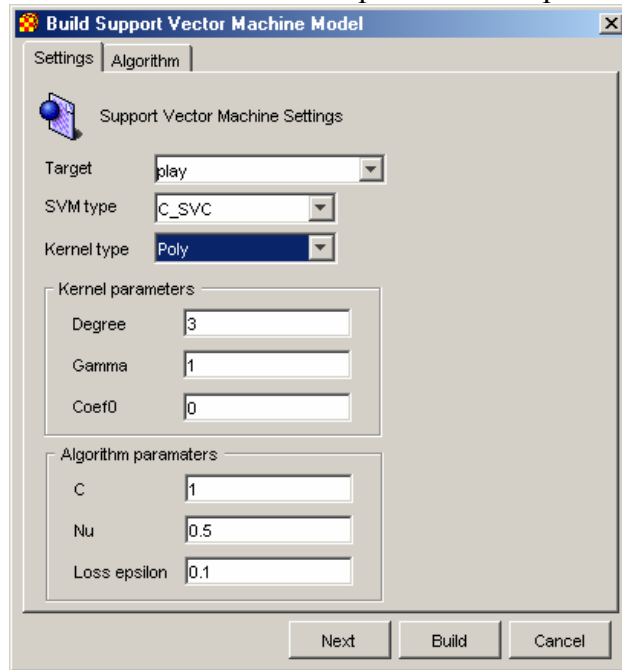 Build Support Vector Machine Model
Settings Algorithm
Support Vector Machine Settings
Target play
SVM type C_SVC
Kernel type Poly
Kernel parameters
Degree 3
Gamma 1
Coef0 0
Algorithm paramaters
C 1
Nu 0.5
Loss epsilon 0.1
Next Build Cancel